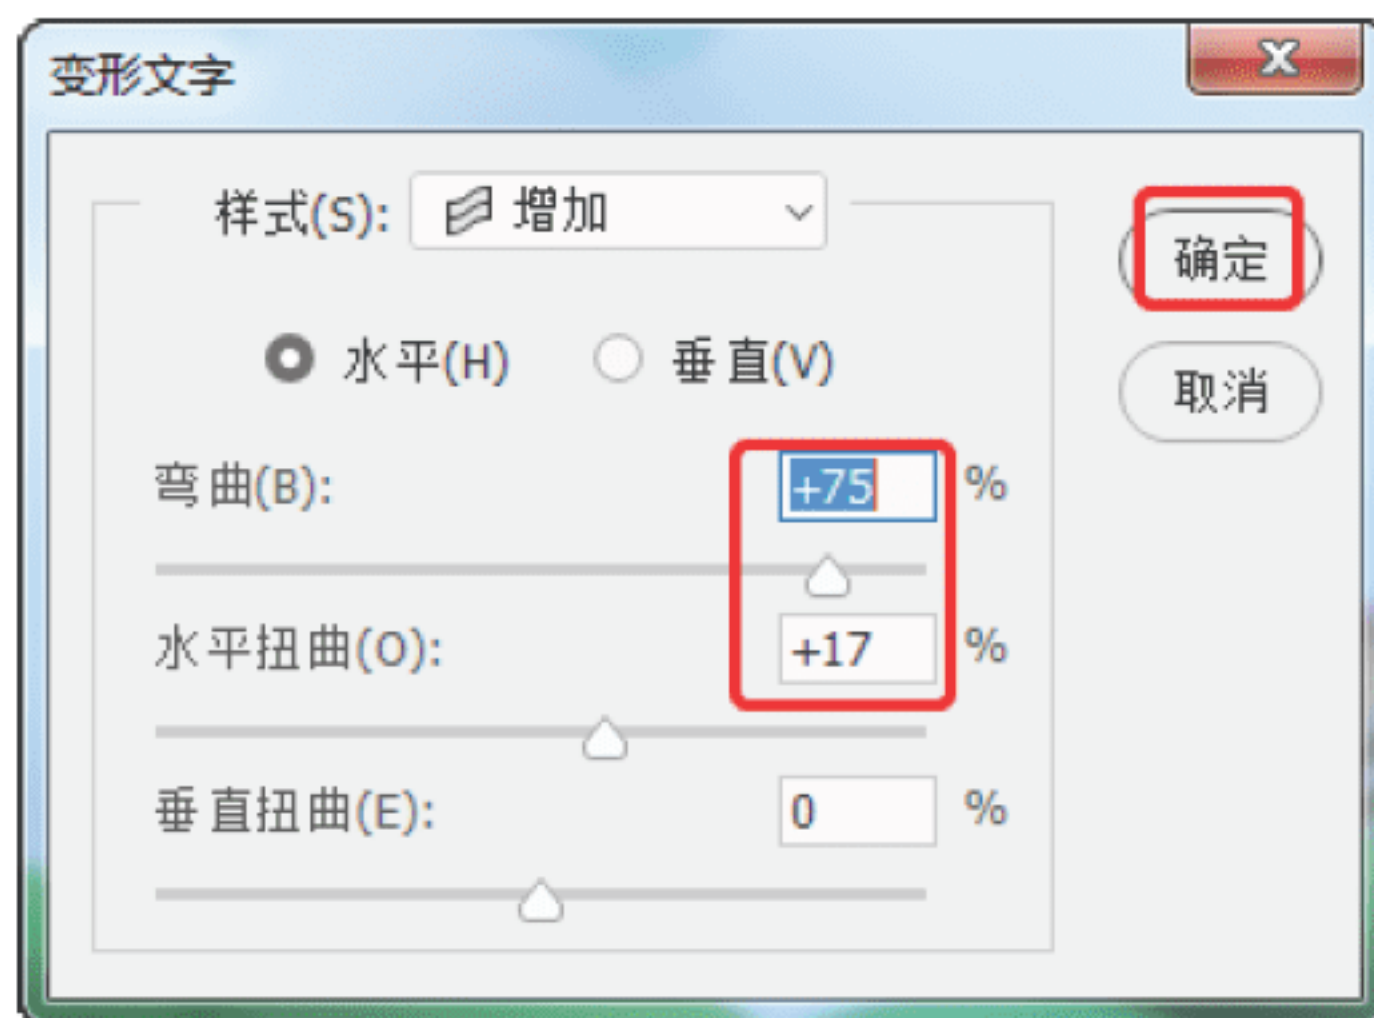 变形文字
样式(S): 增加
确定
水平(H) 垂直(V)
取消
弯曲(B): +75 %
水平扭曲(O): +17 %
垂直扭曲(E): 0 %